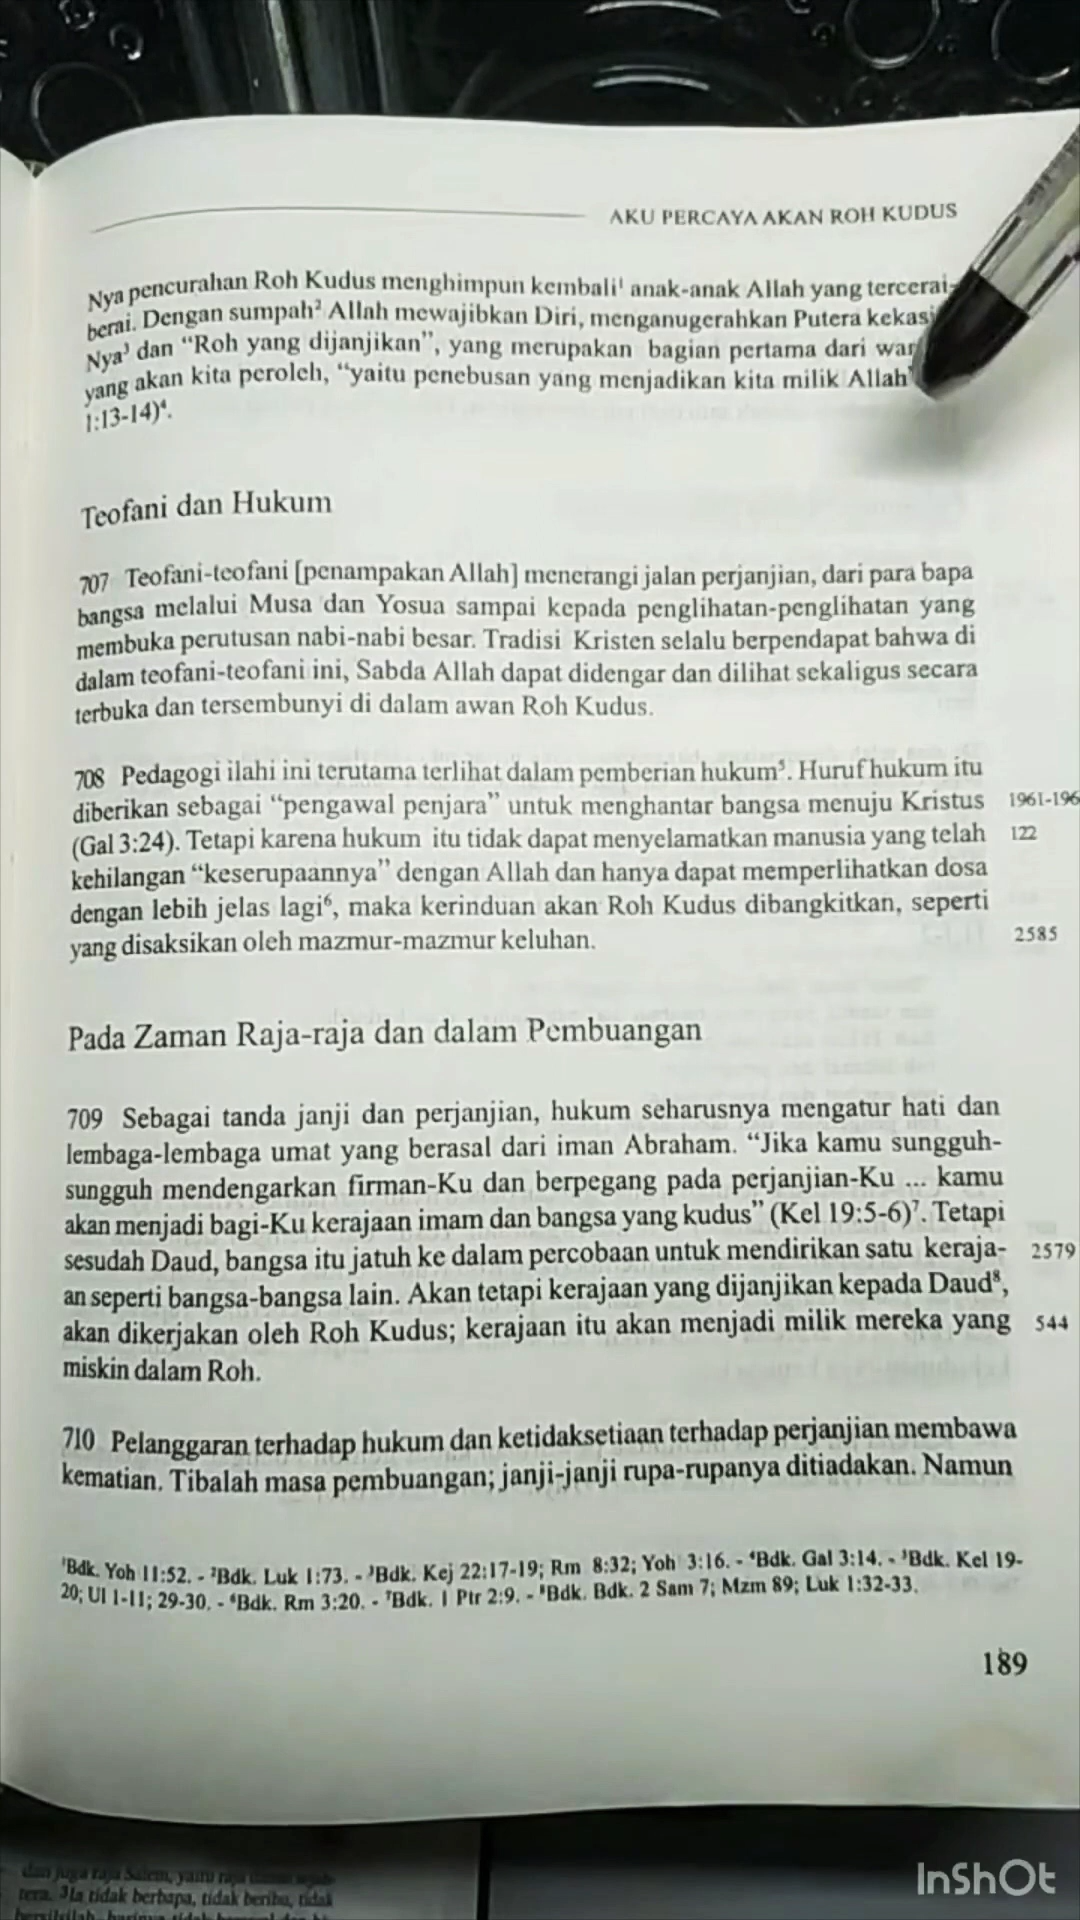 AKU PERCAYA AKAN ROH KUDUS
Nya pencurahan Roh Kudus menghimpun kembali¹ anak-anak Allah yang tercerai-
berai. Dengan sumpah² Allah mewajibkan Diri, menganugerahkan Putera kekasi
Nya³ dan “Roh yang dijanjikan”, yang merupakan bagian pertama dari war
yang akan kita peroleh, “yaitu penebusan yang menjadikan kita milik Allah”
1:13-14)⁴.
Teofani dan Hukum
707 Teofani-teofani [penampakan Allah] menerangi jalan perjanjian, dari para bapa
bangsa melalui Musa dan Yosua sampai kepada penglihatan-penglihatan yang
membuka perutusan nabi-nabi besar. Tradisi Kristen selalu berpendapat bahwa di
dalam teofani-teofani ini, Sabda Allah dapat didengar dan dilihat sekaligus secara
terbuka dan tersembunyi di dalam awan Roh Kudus.
708 Pedagogi ilahi ini terutama terlihat dalam pemberian hukum⁵. Huruf hukum itu
diberikan sebagai “pengawal penjara” untuk menghantar bangsa menuju Kristus 1961-196
(Gal 3:24). Tetapi karena hukum itu tidak dapat menyelamatkan manusia yang telah 122
kehilangan “keserupaannya” dengan Allah dan hanya dapat memperlihatkan dosa
dengan lebih jelas lagi⁶, maka kerinduan akan Roh Kudus dibangkitkan, seperti
yang disaksikan oleh mazmur-mazmur keluhan. 2585
Pada Zaman Raja-raja dan dalam Pembuangan
709 Sebagai tanda janji dan perjanjian, hukum seharusnya mengatur hati dan
lembaga-lembaga umat yang berasal dari iman Abraham. “Jika kamu sungguh-
sungguh mendengarkan firman-Ku dan berpegang pada perjanjian-Ku ... kamu
akan menjadi bagi-Ku kerajaan imam dan bangsa yang kudus” (Kel 19:5-6)⁷. Tetapi
sesudah Daud, bangsa itu jatuh ke dalam percobaan untuk mendirikan satu keraja- 2579
an seperti bangsa-bangsa lain. Akan tetapi kerajaan yang dijanjikan kepada Daud⁸,
akan dikerjakan oleh Roh Kudus; kerajaan itu akan menjadi milik mereka yang 544
miskin dalam Roh.
710 Pelanggaran terhadap hukum dan ketidaksetiaan terhadap perjanjian membawa
kematian. Tibalah masa pembuangan; janji-janji rupa-rupanya ditiadakan. Namun
¹Bdk. Yoh 11:52. - ²Bdk. Luk 1:73. - ³Bdk. Kej 22:17-19; Rm 8:32; Yoh 3:16. - ⁴Bdk. Gal 3:14. - ⁵Bdk. Kel 19-
20; Ul 1-11; 29-30. - ⁶Bdk. Rm 3:20. - ⁷Bdk. 1 Ptr 2:9. - ⁸Bdk. Bdk. 2 Sam 7; Mzm 89; Luk 1:32-33.
189
dan juga raja Salem, yaitu raja
tera. ³Ia tidak berbapa, tidak beribu, tidak
InShOt